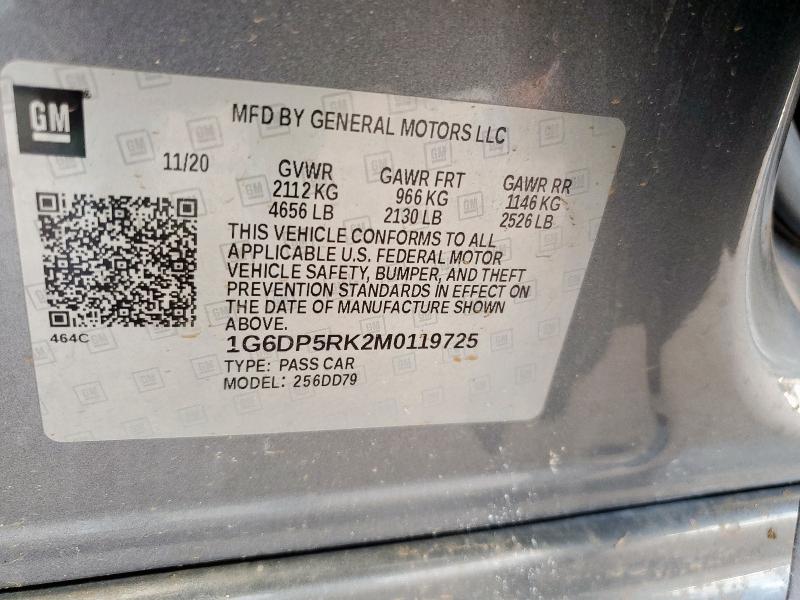 GM
MFD BY GENERAL MOTORS LLC
11/20
GVWR
2112 KG
4656 LB
GAWR FRT
966 KG
2130 LB
GAWR RR
1146 KG
2526 LB
THIS VEHICLE CONFORMS TO ALL
APPLICABLE U.S. FEDERAL MOTOR
VEHICLE SAFETY, BUMPER, AND THEFT
PREVENTION STANDARDS IN EFFECT ON
THE DATE OF MANUFACTURE SHOWN
ABOVE.
464C
1G6DP5RK2M0119725
TYPE: PASS CAR
MODEL: 256DD79